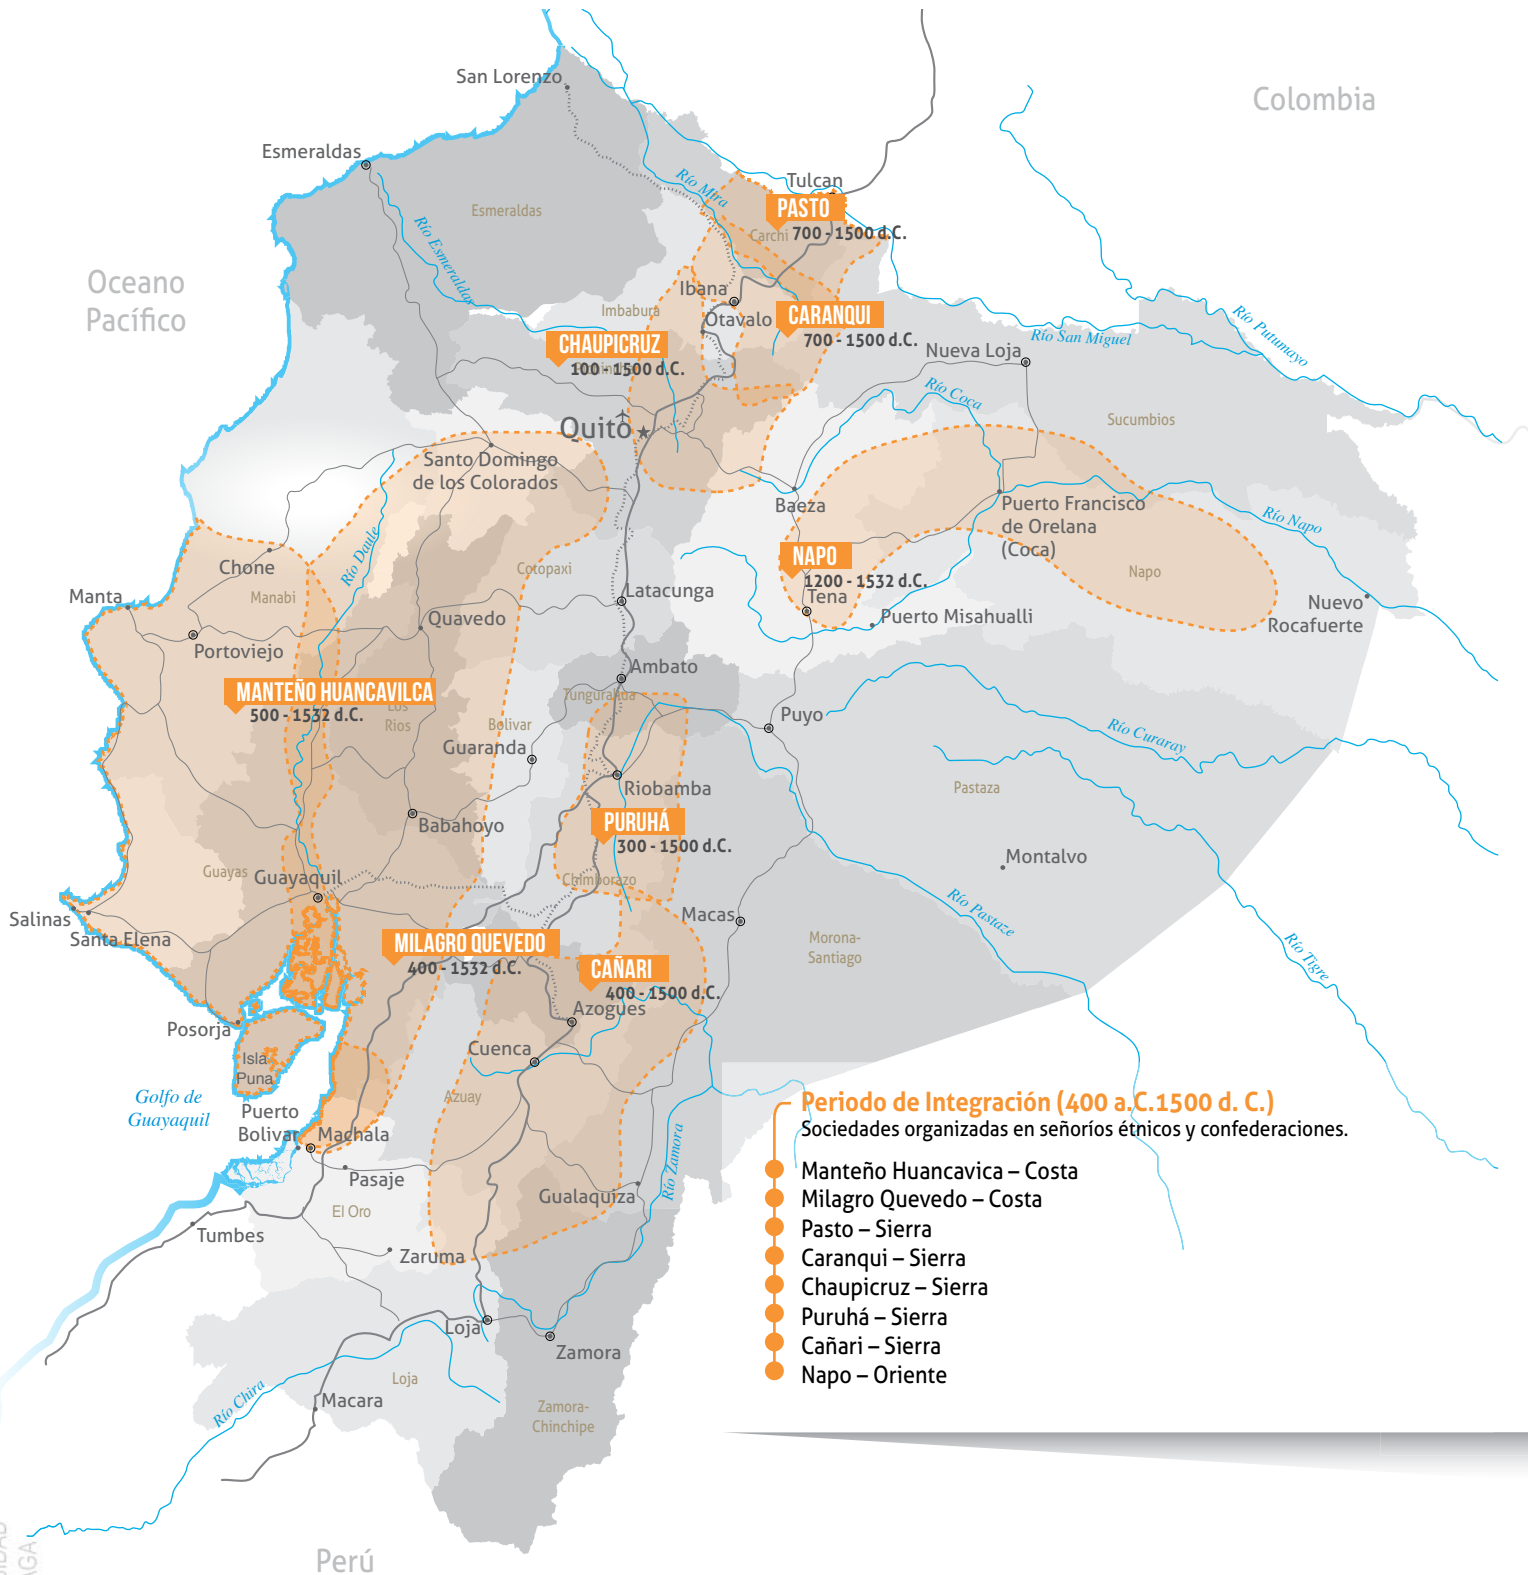 Colombia
San Lorenzo
Esmeraldas
Tulcan
Río Mira
PASTO
Esmeraldas
Carchi
700 - 1500 d.C.
Río Esmeraldas
Oceano
Pacífico
Ibana
Imbabura
Otavalo
CARANQUI
700 - 1500 d.C.
Río Putumayo
Río San Miguel
CHAUPICRUZ
100 - 1500 d.C.
Nueva Loja
Río Coca
Sucumbios
Quito
Santo Domingo
de los Colorados
Baeza
Puerto Francisco
de Orelana
(Coca)
Río Napo
Río Daule
Chone
Cotopaxi
NAPO
1200 - 1532 d.C.
Napo
Manta
Manabi
Latacunga
Tena
Nuevo
Rocafuerte
Quavedo
Puerto Misahualli
Portoviejo
Ambato
MANTEÑO HUANCAVILCA
500 - 1532 d.C.
Tungurahua
Los
Rios
Bolivar
Puyo
Guaranda
Río Curaray
Riobamba
Pastaza
Babahoyo
PURUHÁ
300 - 1500 d.C.
Montalvo
Guayas
Guayaquil
Chimborazo
Salinas
Santa Elena
Macas
Río Pastaze
MILAGRO QUEVEDO
400 - 1532 d.C.
Morona-
Santiago
Río Tigre
CAÑARI
400 - 1500 d.C.
Azogues
Posorja
Cuenca
Isla
Puna
Golfo de
Guayaquil
Azuay
Puerto
Bolivar
Machala
Río Zamora
Pasaje
Gualaquiza
El Oro
Tumbes
Zaruma
Loja
Zamora
Loja
Río Chira
Macara
Zamora-
Chinchipe
Perú
Periodo de Integración (400 a.C.1500 d. C.)
Sociedades organizadas en señoríos étnicos y confederaciones.
Manteño Huancavica – Costa
Milagro Quevedo – Costa
Pasto – Sierra
Caranqui – Sierra
Chaupicruz – Sierra
Puruhá – Sierra
Cañari – Sierra
Napo – Oriente